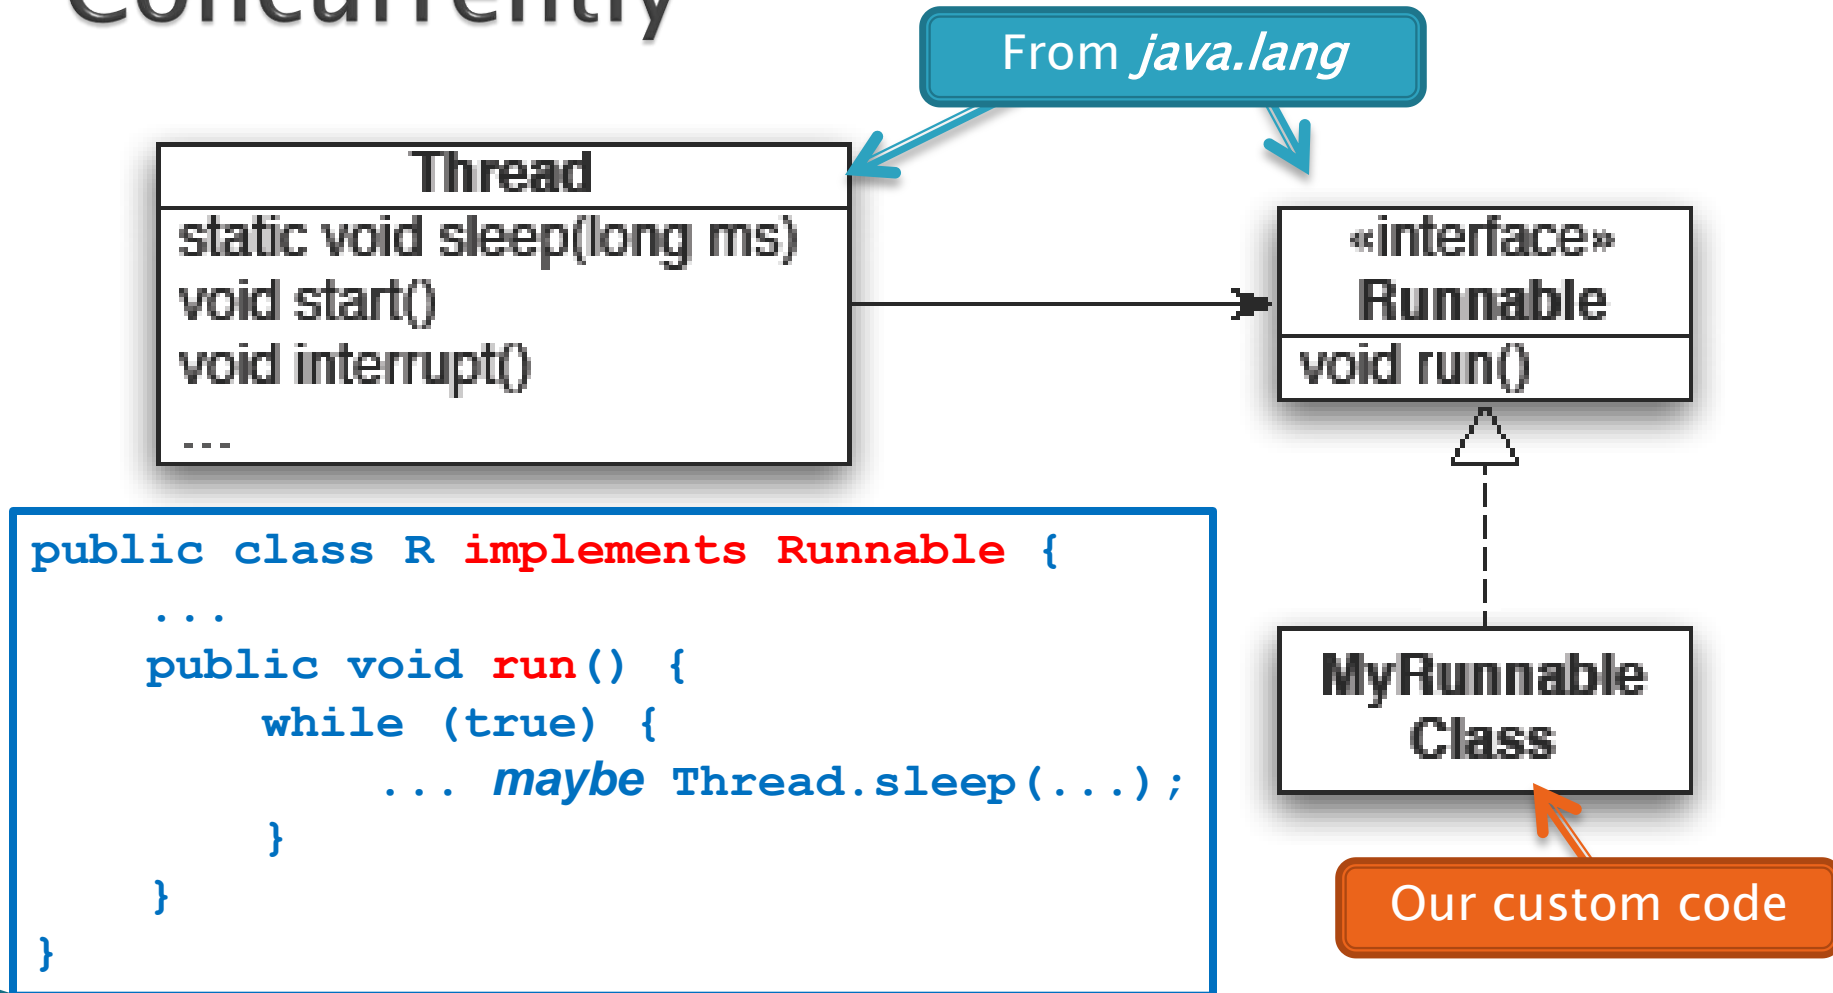 Concurrently
From java.lang
Thread
static void sleep(long ms)
void start()
void interrupt()
...
«interface»
Runnable
void run()
public class R implements Runnable {
...
public void run() {
while (true) {
... maybe Thread.sleep(...);
}
}
}
MyRunnable
Class
Our custom code